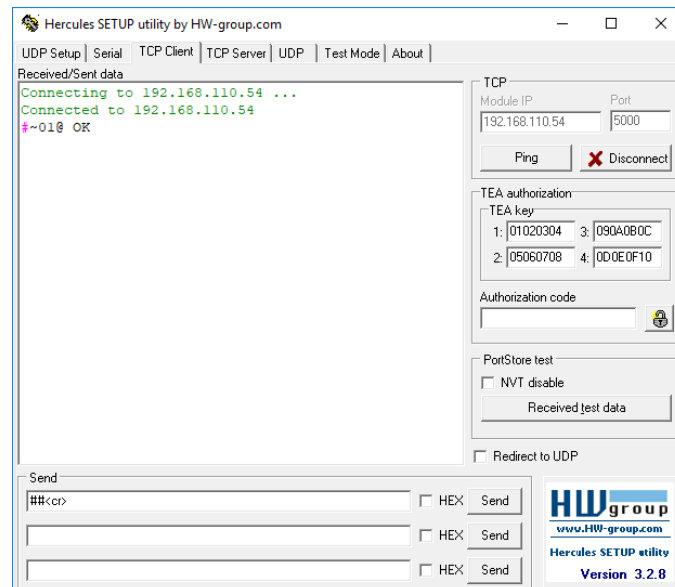 Hercules SETUP utility by HW-group.com
UDP Setup Serial TCP Client TCP Server UDP Test Mode About
Received/Sent data
Connecting to 192.168.110.54 ...
Connected to 192.168.110.54
#~01@ OK
TCP
Module IP Port
192.168.110.54 5000
Ping Disconnect
TEA authorization
TEA key
1: 01020304 3: 090A0B0C
2: 05060708 4: 0D0E0F10
Authorization code
PortStore test
NVT disable
Received test data
Redirect to UDP
Send
##<cr> HEX Send
HEX Send
HEX Send
HW group
www.HW-group.com
Hercules SETUP utility
Version 3.2.8